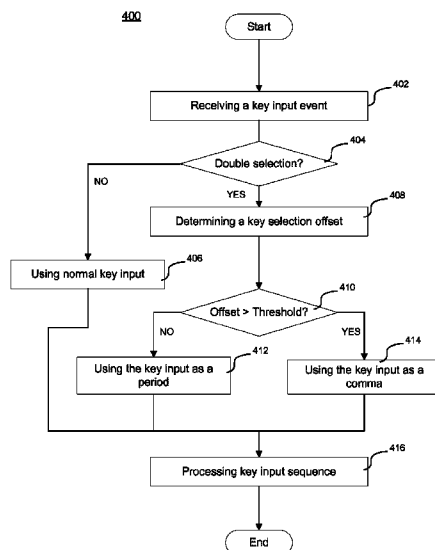 400
Start
402
Receiving a key input event
404
Double selection?
NO
YES
408
Determining a key selection offset
406
Using normal key input
410
Offset > Threshold?
NO
YES
412
414
Using the key input as a
period
Using the key input as a
comma
416
Processing key input sequence
End